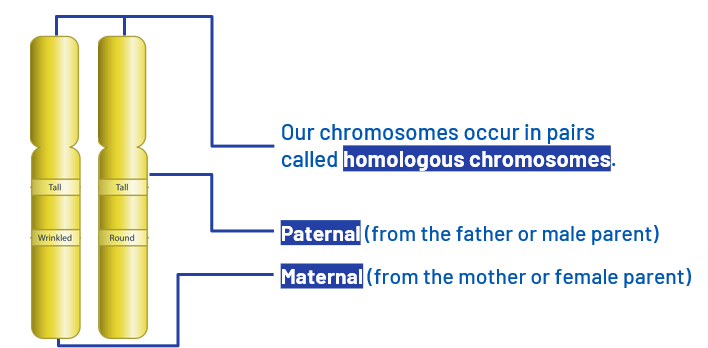 Our chromosomes occur in pairs
called homologous chromosomes.
Tall Tall
Paternal (from the father or male parent)
Wrinkled Round
Maternal (from the mother or female parent)